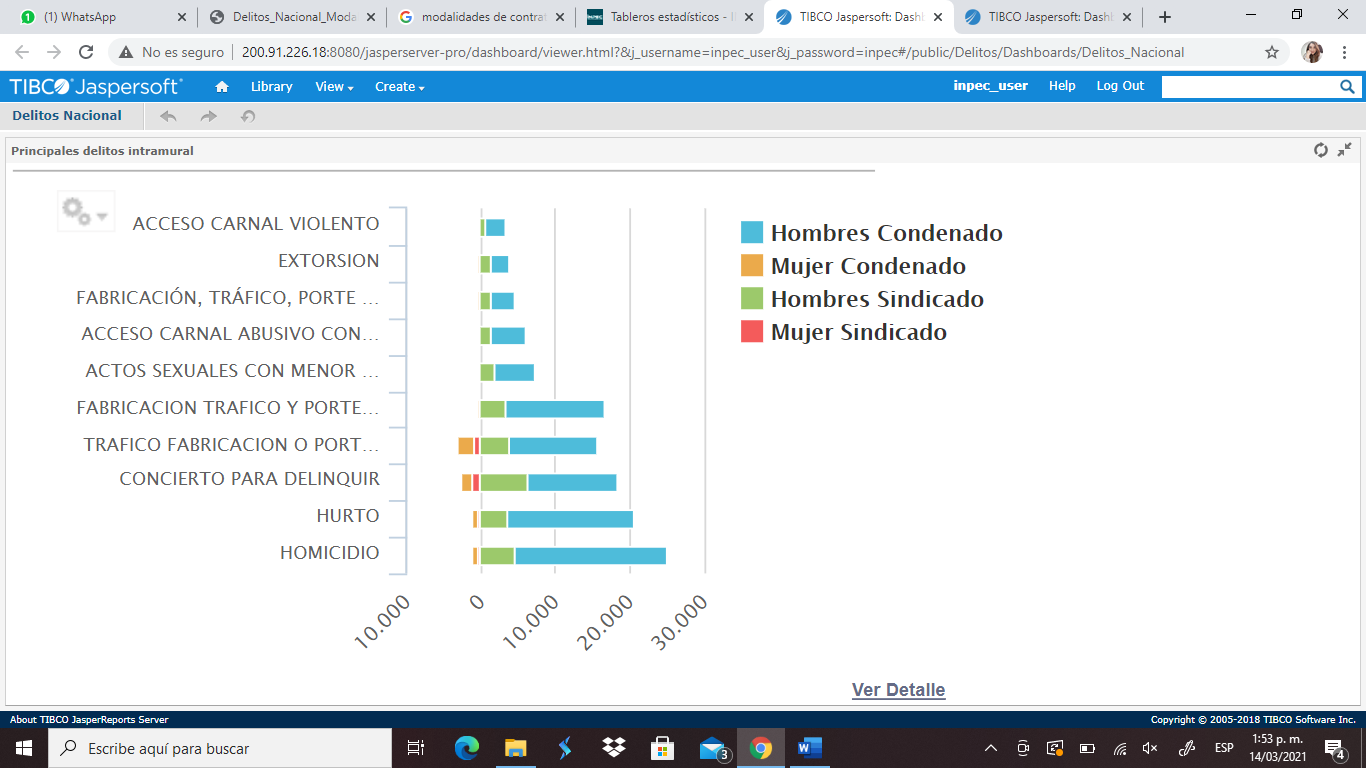 (1) WhatsApp
Delitos_Nacional_Moda
modalidades de contrat
Tableros estadísticos - I
TIBCO Jaspersoft: Dash
TIBCO Jaspersoft: Dash
No es seguro | 200.91.226.18:8080/jasperserver-pro/dashboard/viewer.html?&j_username=inpec_user&j_password=inpec#/public/Delitos/Dashboards/Delitos_Nacional
TIBCO Jaspersoft Library View Create inpec_user Help Log Out
Delitos Nacional
Principales delitos intramural
ACCESO CARNAL VIOLENTO
EXTORSION
FABRICACIÓN, TRÁFICO, PORTE ...
ACCESO CARNAL ABUSIVO CON...
ACTOS SEXUALES CON MENOR ...
FABRICACION TRAFICO Y PORTE...
TRAFICO FABRICACION O PORT...
CONCIERTO PARA DELINQUIR
HURTO
HOMICIDIO
10.000 0 10.000 20.000 30.000
Hombres Condenado
Mujer Condenado
Hombres Sindicado
Mujer Sindicado
Ver Detalle
About TIBCO JasperReports Server
Copyright © 2005-2018 TIBCO Software Inc.
Escribe aquí para buscar
3
ESP
1:53 p. m.
14/03/2021
4